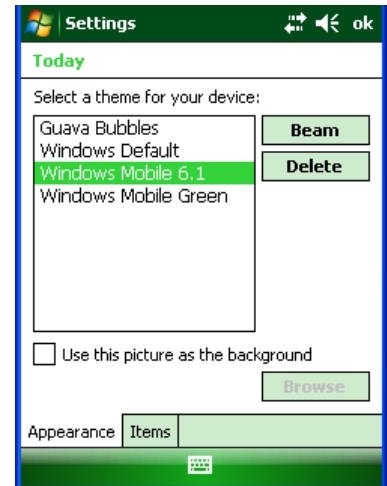 Settings ok
Today
Select a theme for your device:
Guava Bubbles
Windows Default
Windows Mobile 6.1
Windows Mobile Green
Beam
Delete
Use this picture as the background
Browse
Appearance Items